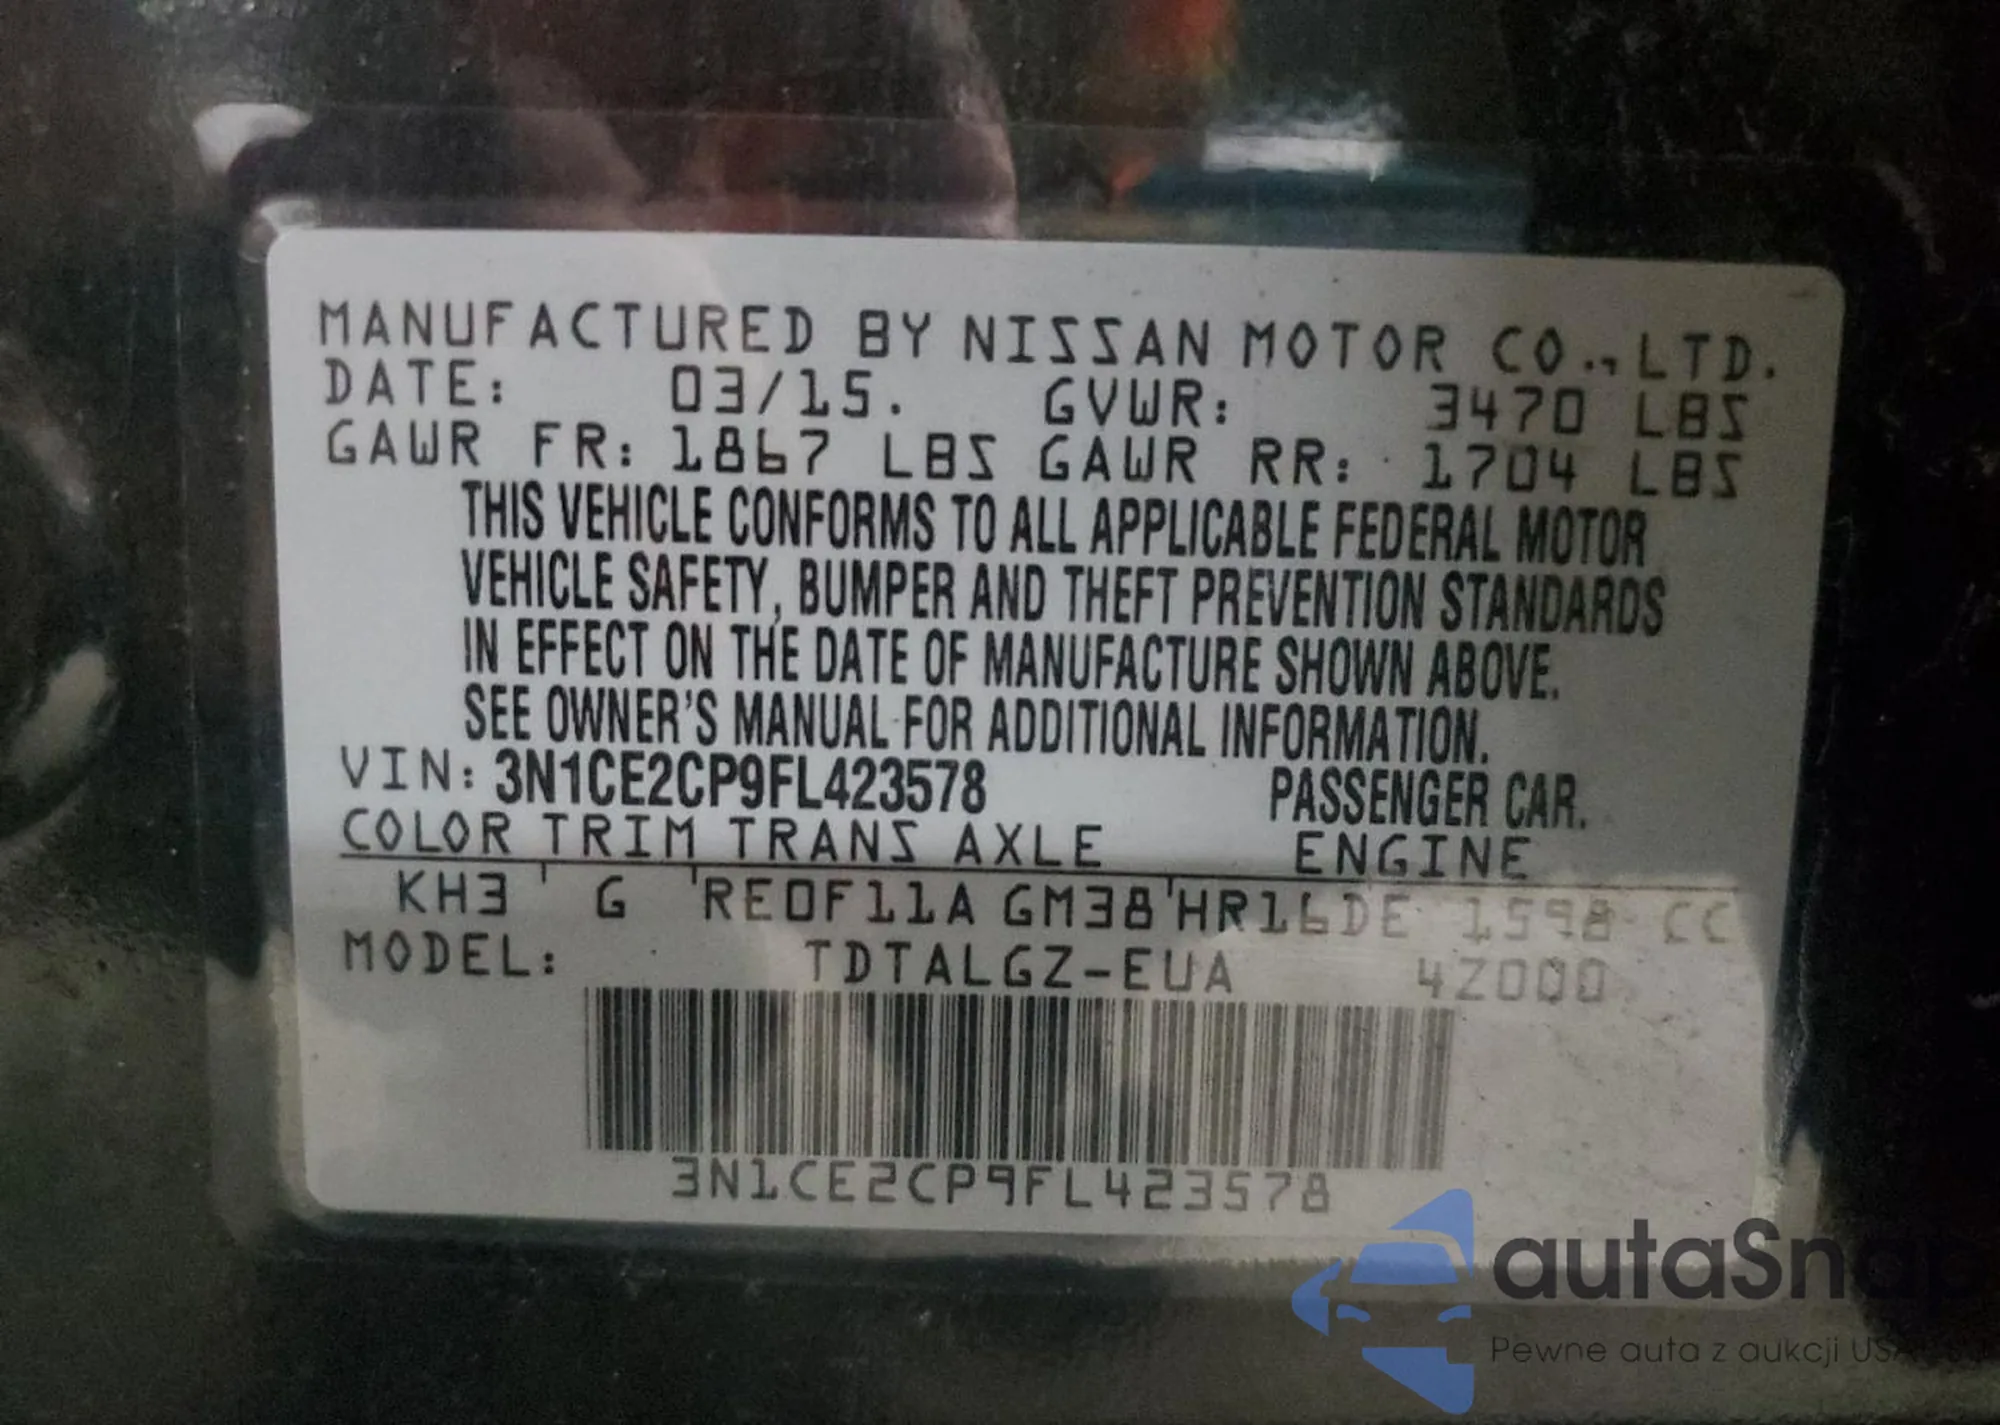 MANUFACTURED BY NISSAN MOTOR CO., LTD.
DATE: 03/15. GVWR: 3470 LBS
GAWR FR: 1867 LBS GAWR RR: 1704 LBS
THIS VEHICLE CONFORMS TO ALL APPLICABLE FEDERAL MOTOR
VEHICLE SAFETY, BUMPER AND THEFT PREVENTION STANDARDS
IN EFFECT ON THE DATE OF MANUFACTURE SHOWN ABOVE.
SEE OWNER'S MANUAL FOR ADDITIONAL INFORMATION.
VIN: 3N1CE2CP9FL423578 PASSENGER CAR.
COLOR TRIM TRANS AXLE ENGINE
KH3 G RE0F11A GM38 HR16DE 1598 CC
MODEL: TDTALGZ-EUA 4Z000
3N1CE2CP9FL423578
autaSnap
Pewne auta z aukcji USA